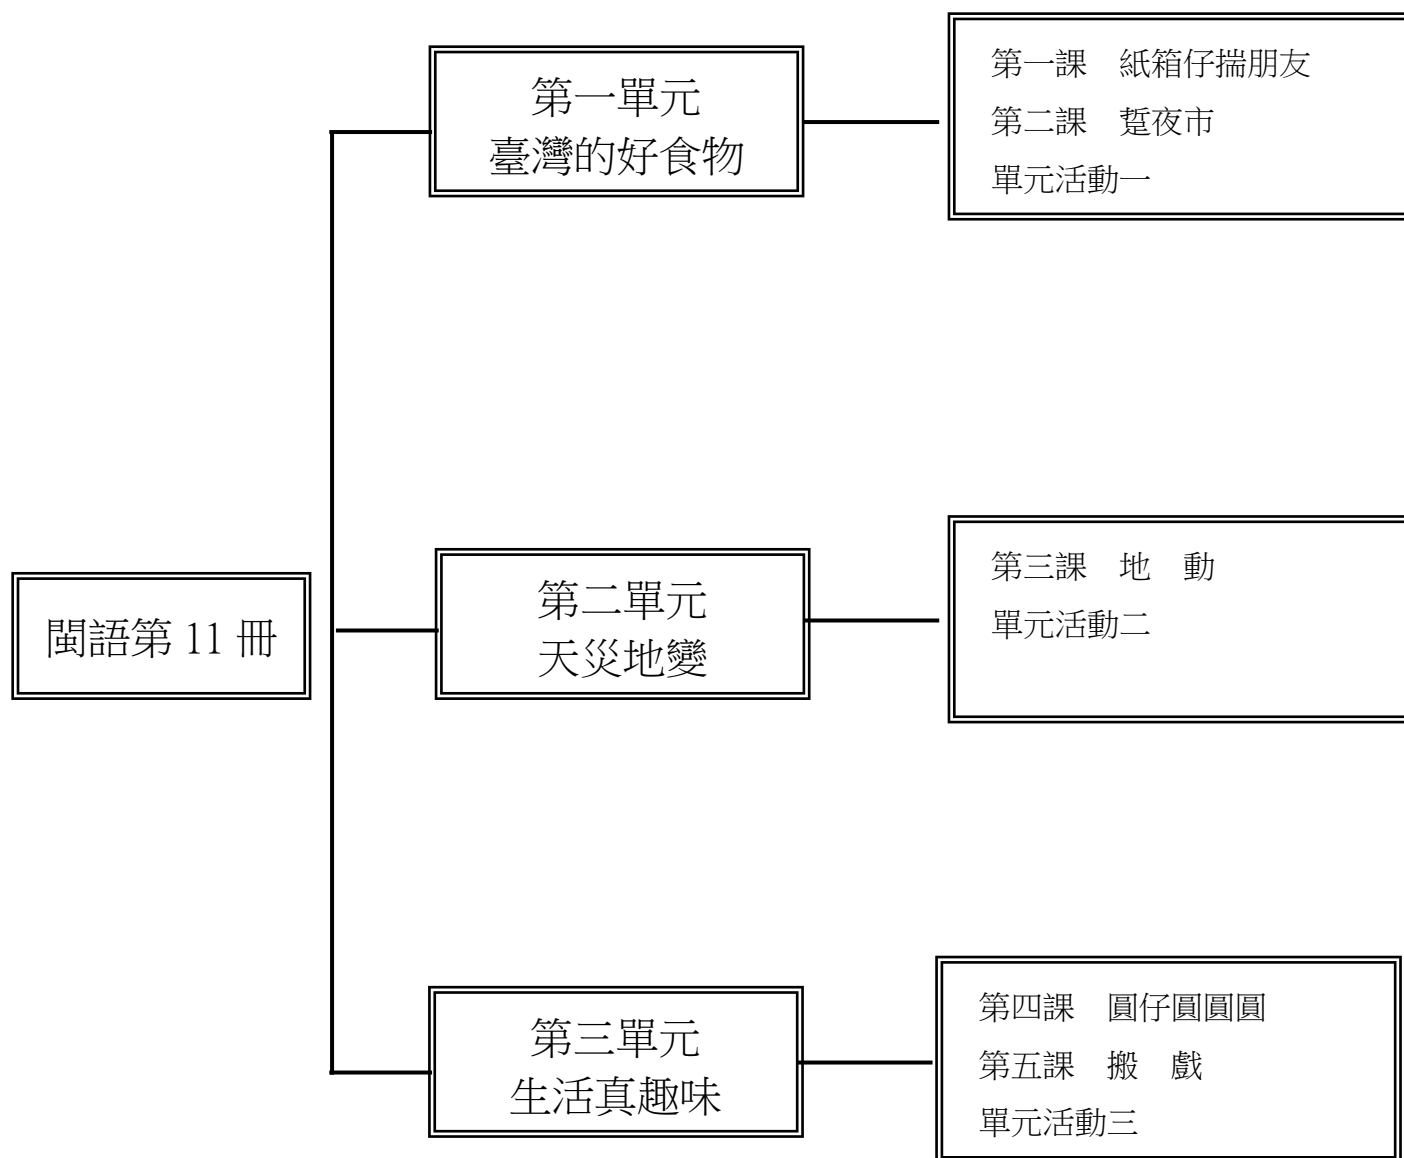 閩語第 11 冊
第一單元
臺灣的好食物
第一課　紙箱仔揣朋友
第二課　踅夜市
單元活動一
第二單元
天災地變
第三課　地　動
單元活動二
第三單元
生活真趣味
第四課　圓仔圓圓圓
第五課　搬　戲
單元活動三